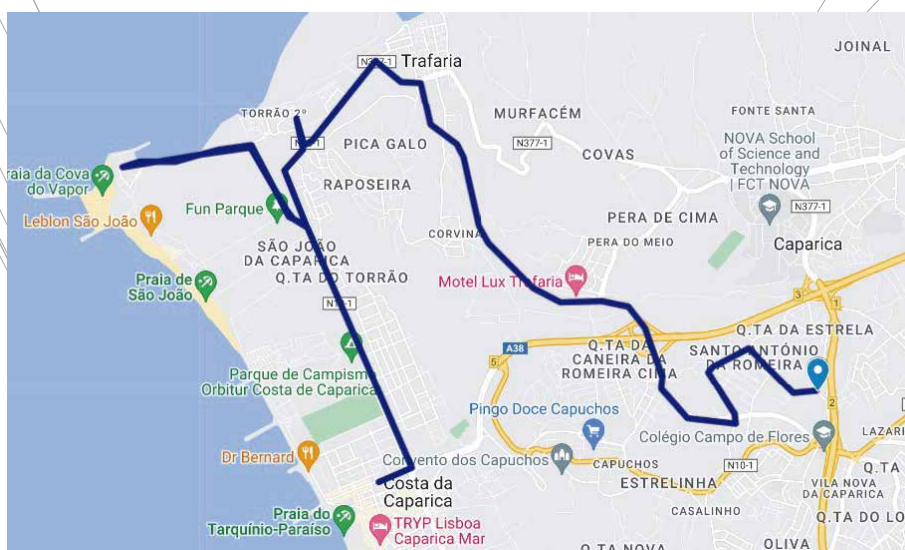 JOINAL
Trafaria
TORRÃO 2º
MURFACÉM
FONTE SANTA
PICA GALO
N377-1
COVAS
NOVA School
of Science and
Technology
| FCT NOVA
raia da Cova
do Vapor
RAPOSEIRA
Fun Parque
Leblon São João
PERA DE CIMA
N377-1
CORVINA
PERA DO MEIO
Caparica
SÃO JOÃO
DA CAPARICA
Q.TA DO TORRÃO
Praia de
São João
Motel Lux Trafaria
3
1
Q.TA DA ESTRELA
A38
5
Q.TA DA
CANEIRA DA
ROMEIRA CIMA
SANTO ANTÓNIO
DA ROMEIRA
Parque de Campismo
Orbitur Costa de Caparica
2
Pingo Doce Capuchos
Colégio Campo de Flores
LAZARI
Dr Bernard
Convento dos Capuchos
CAPUCHOS
N10-1
Q.TA
ESTRELINHA
VILA NOVA
DA CAPARICA
Costa da
Caparica
CASALINHO
Q.TA DO LO
Praia do
Tarquínio-Paraíso
TRYP Lisboa
Caparica Mar
Q.TA NOVA
OLIVA